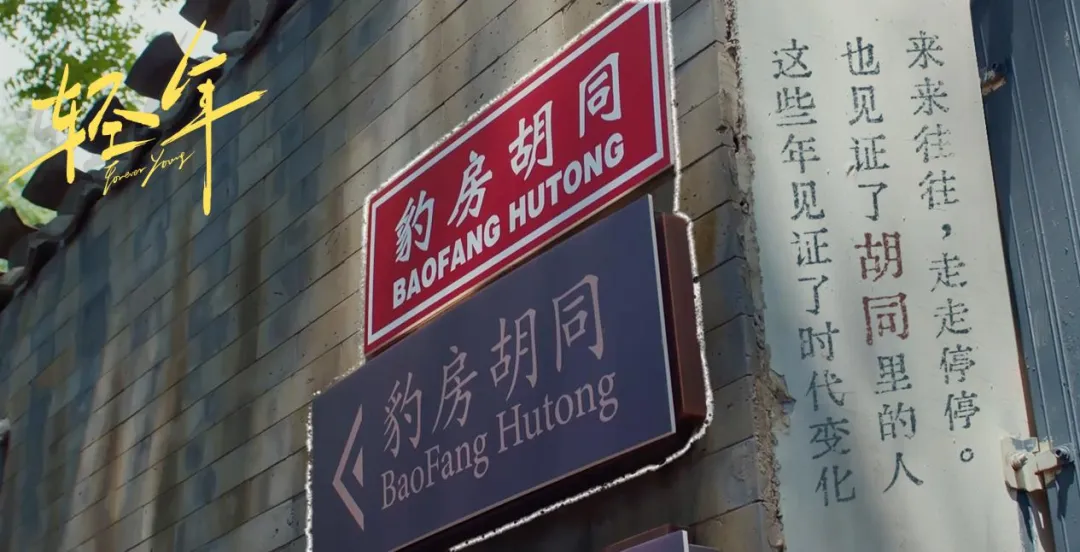 轻年
Forever Young
豹房胡同
BAOFANG HUTONG
豹房胡同
BaoFang Hutong
这些年见证了时代变化
也见证了胡同里的人
来来往往，走走停停。